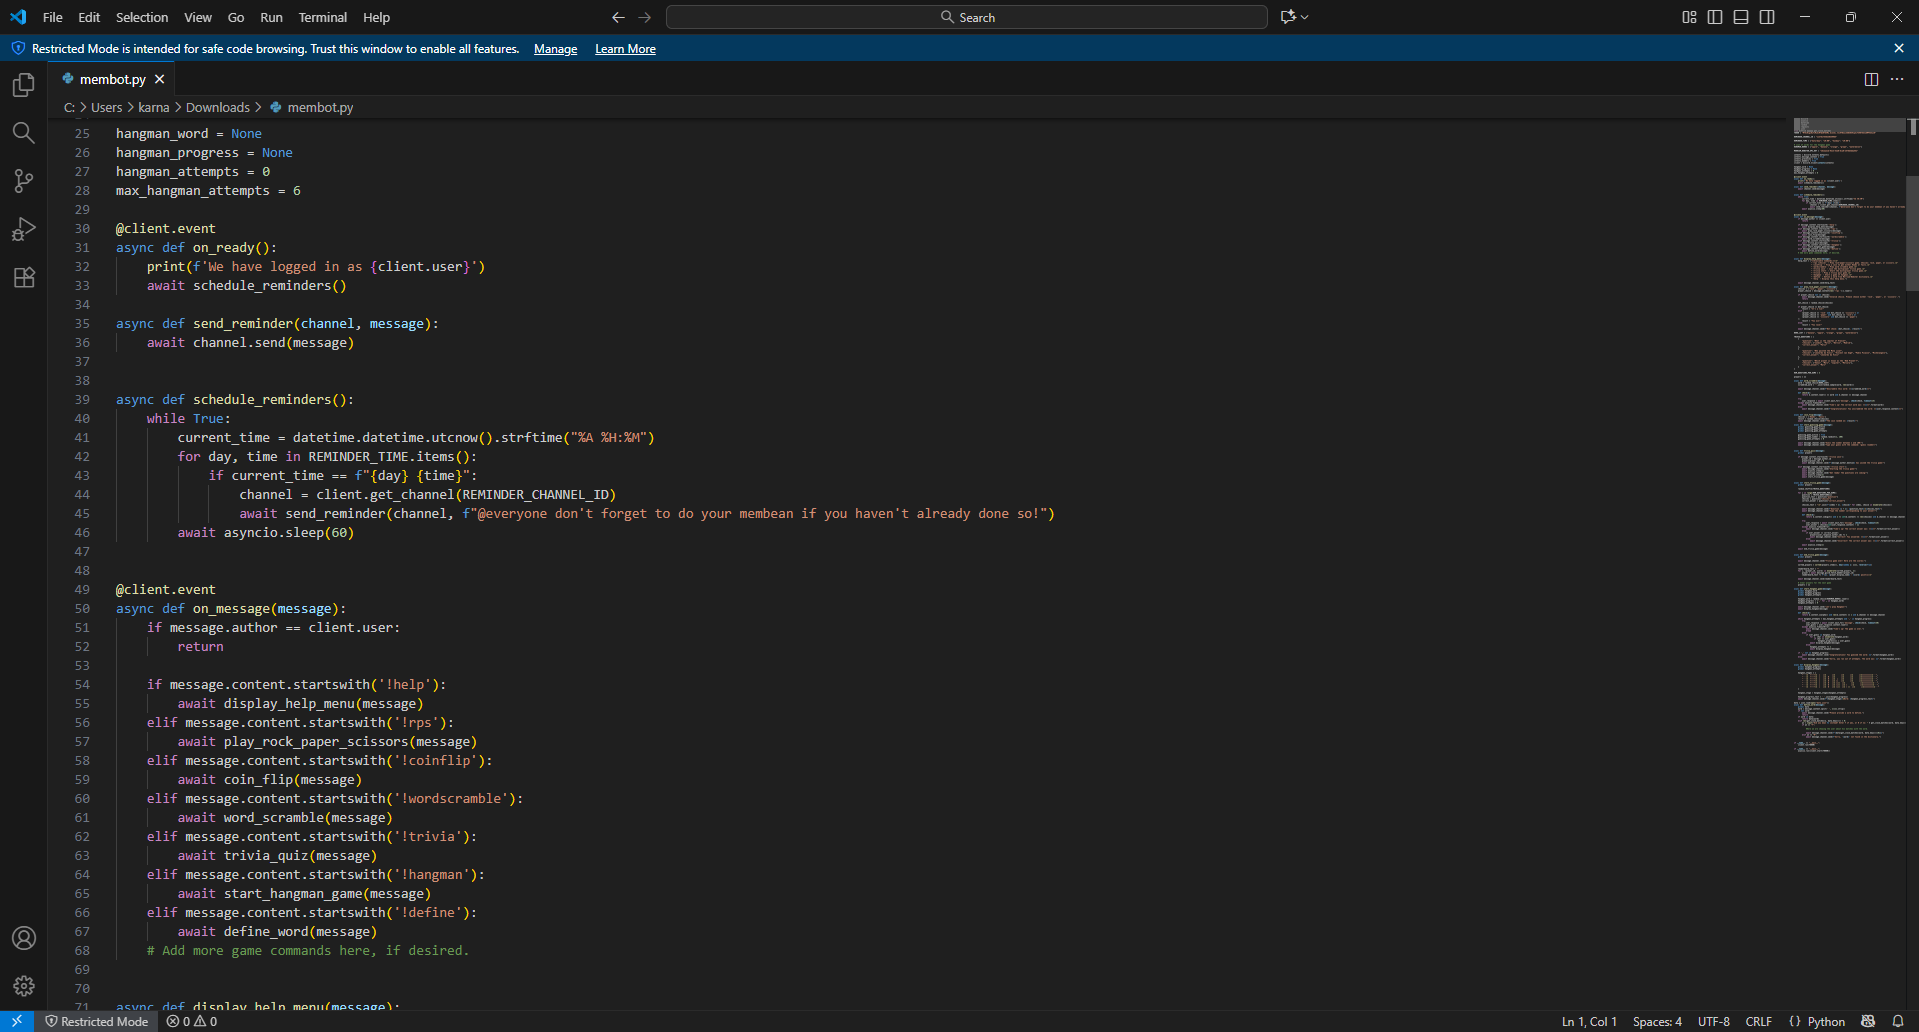 File Edit Selection View Go Run Terminal Help
Search
Restricted Mode is intended for safe code browsing. Trust this window to enable all features. Manage Learn More
membot.py
C: > Users > karna > Downloads > membot.py
25 hangman_word = None
26 hangman_progress = None
27 hangman_attempts = 0
28 max_hangman_attempts = 6
29
30 @client.event
31 async def on_ready():
32     print(f'We have logged in as {client.user}')
33     await schedule_reminders()
34
35 async def send_reminder(channel, message):
36     await channel.send(message)
37
38
39 async def schedule_reminders():
40     while True:
41         current_time = datetime.datetime.utcnow().strftime("%A %H:%M")
42         for day, time in REMINDER_TIME.items():
43             if current_time == f"{day} {time}":
44                 channel = client.get_channel(REMINDER_CHANNEL_ID)
45                 await send_reminder(channel, f"@everyone don't forget to do your membean if you haven't already done so!")
46         await asyncio.sleep(60)
47
48
49 @client.event
50 async def on_message(message):
51     if message.author == client.user:
52         return
53
54     if message.content.startswith('!help'):
55         await display_help_menu(message)
56     elif message.content.startswith('!rps'):
57         await play_rock_paper_scissors(message)
58     elif message.content.startswith('!coinflip'):
59         await coin_flip(message)
60     elif message.content.startswith('!wordscramble'):
61         await word_scramble(message)
62     elif message.content.startswith('!trivia'):
63         await trivia_quiz(message)
64     elif message.content.startswith('!hangman'):
65         await start_hangman_game(message)
66     elif message.content.startswith('!define'):
67         await define_word(message)
68     # Add more game commands here, if desired.
69
70
71 async def display_help_menu(message):
Restricted Mode 0 0 Ln 1, Col 1 Spaces: 4 UTF-8 CRLF {} Python